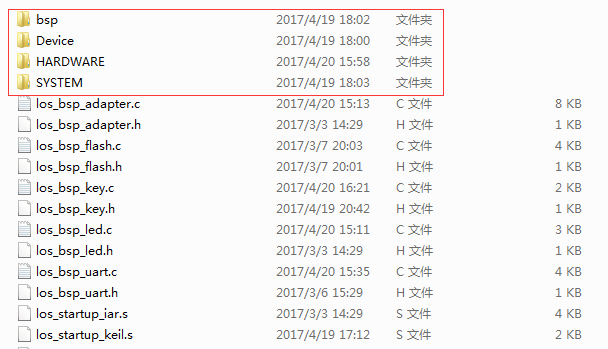 bsp 2017/4/19 18:02 文件夹
Device 2017/4/19 18:00 文件夹
HARDWARE 2017/4/20 15:58 文件夹
SYSTEM 2017/4/19 18:03 文件夹
los_bsp_adapter.c 2017/4/20 15:13 C 文件 8 KB
los_bsp_adapter.h 2017/3/3 14:29 H 文件 1 KB
los_bsp_flash.c 2017/3/7 20:03 C 文件 4 KB
los_bsp_flash.h 2017/3/7 20:01 H 文件 1 KB
los_bsp_key.c 2017/4/20 16:21 C 文件 2 KB
los_bsp_key.h 2017/4/19 20:42 H 文件 1 KB
los_bsp_led.c 2017/4/20 15:11 C 文件 3 KB
los_bsp_led.h 2017/3/3 14:29 H 文件 1 KB
los_bsp_uart.c 2017/4/20 15:35 C 文件 4 KB
los_bsp_uart.h 2017/3/6 15:29 H 文件 1 KB
los_startup_iar.s 2017/3/3 14:29 S 文件 4 KB
los_startup_keil.s 2017/4/19 17:12 S 文件 2 KB